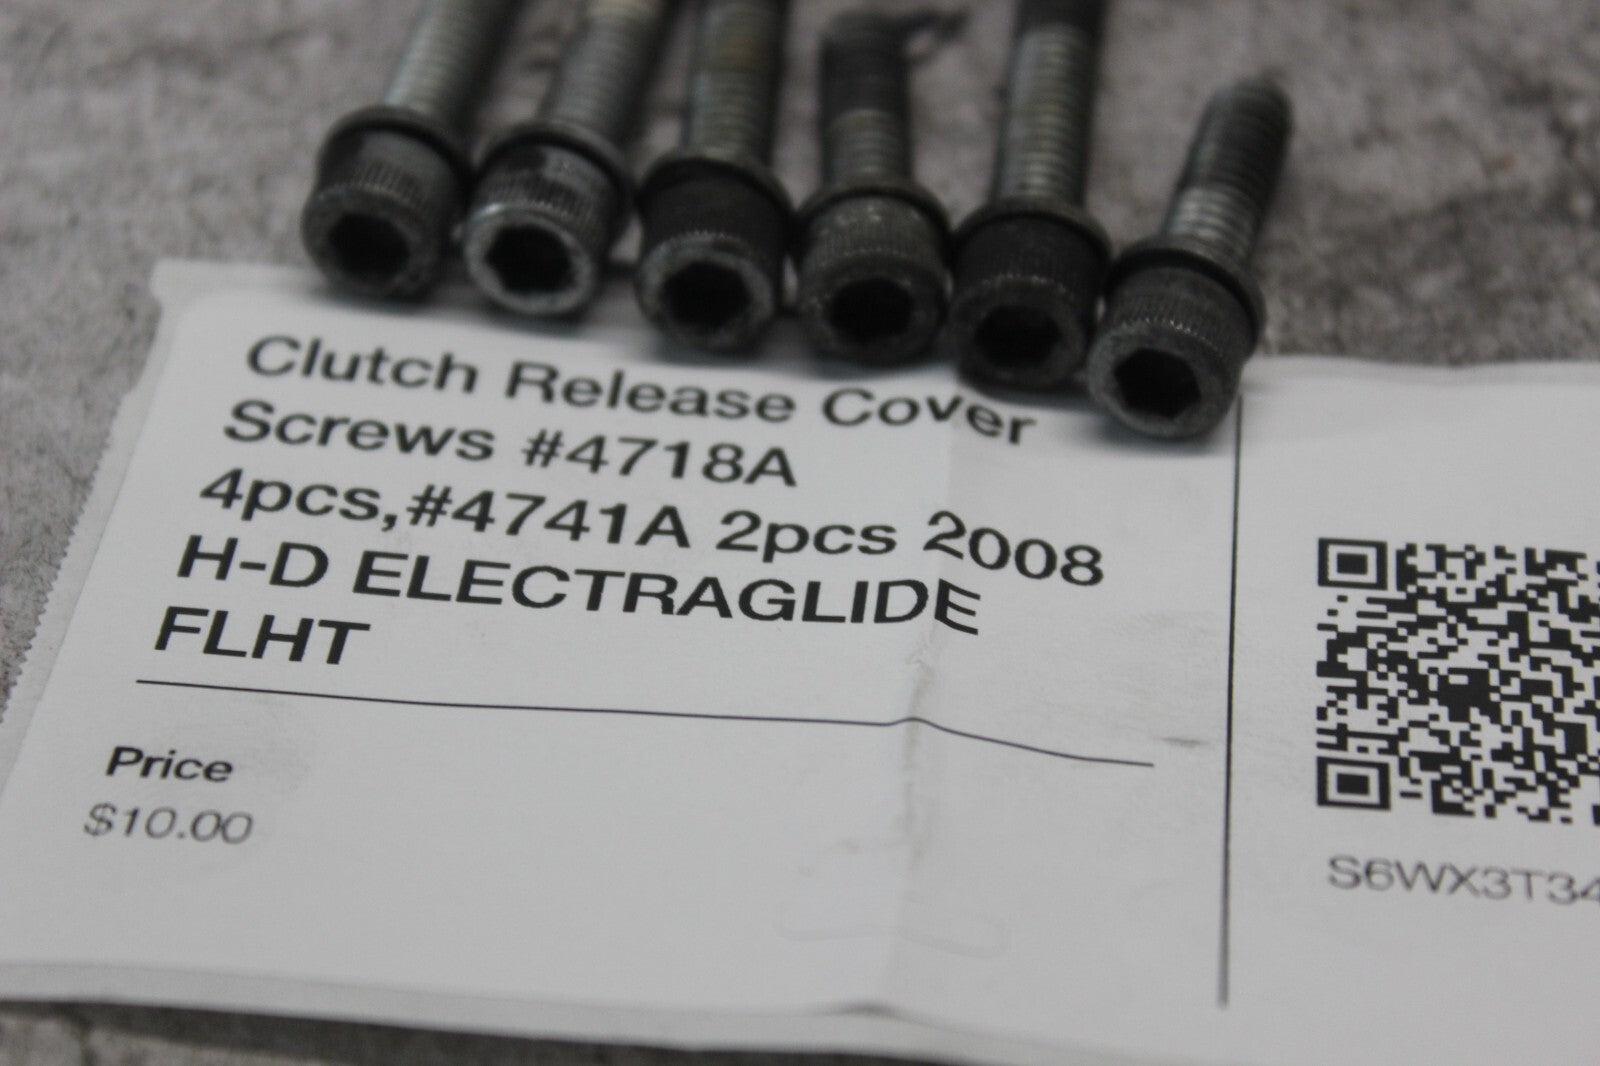 Clutch Release Cover
Screws #4718A
4pcs,#4741A 2pcs 2008
H-D ELECTRAGLIDE
FLHT
Price
$10.00
S6WX3T34